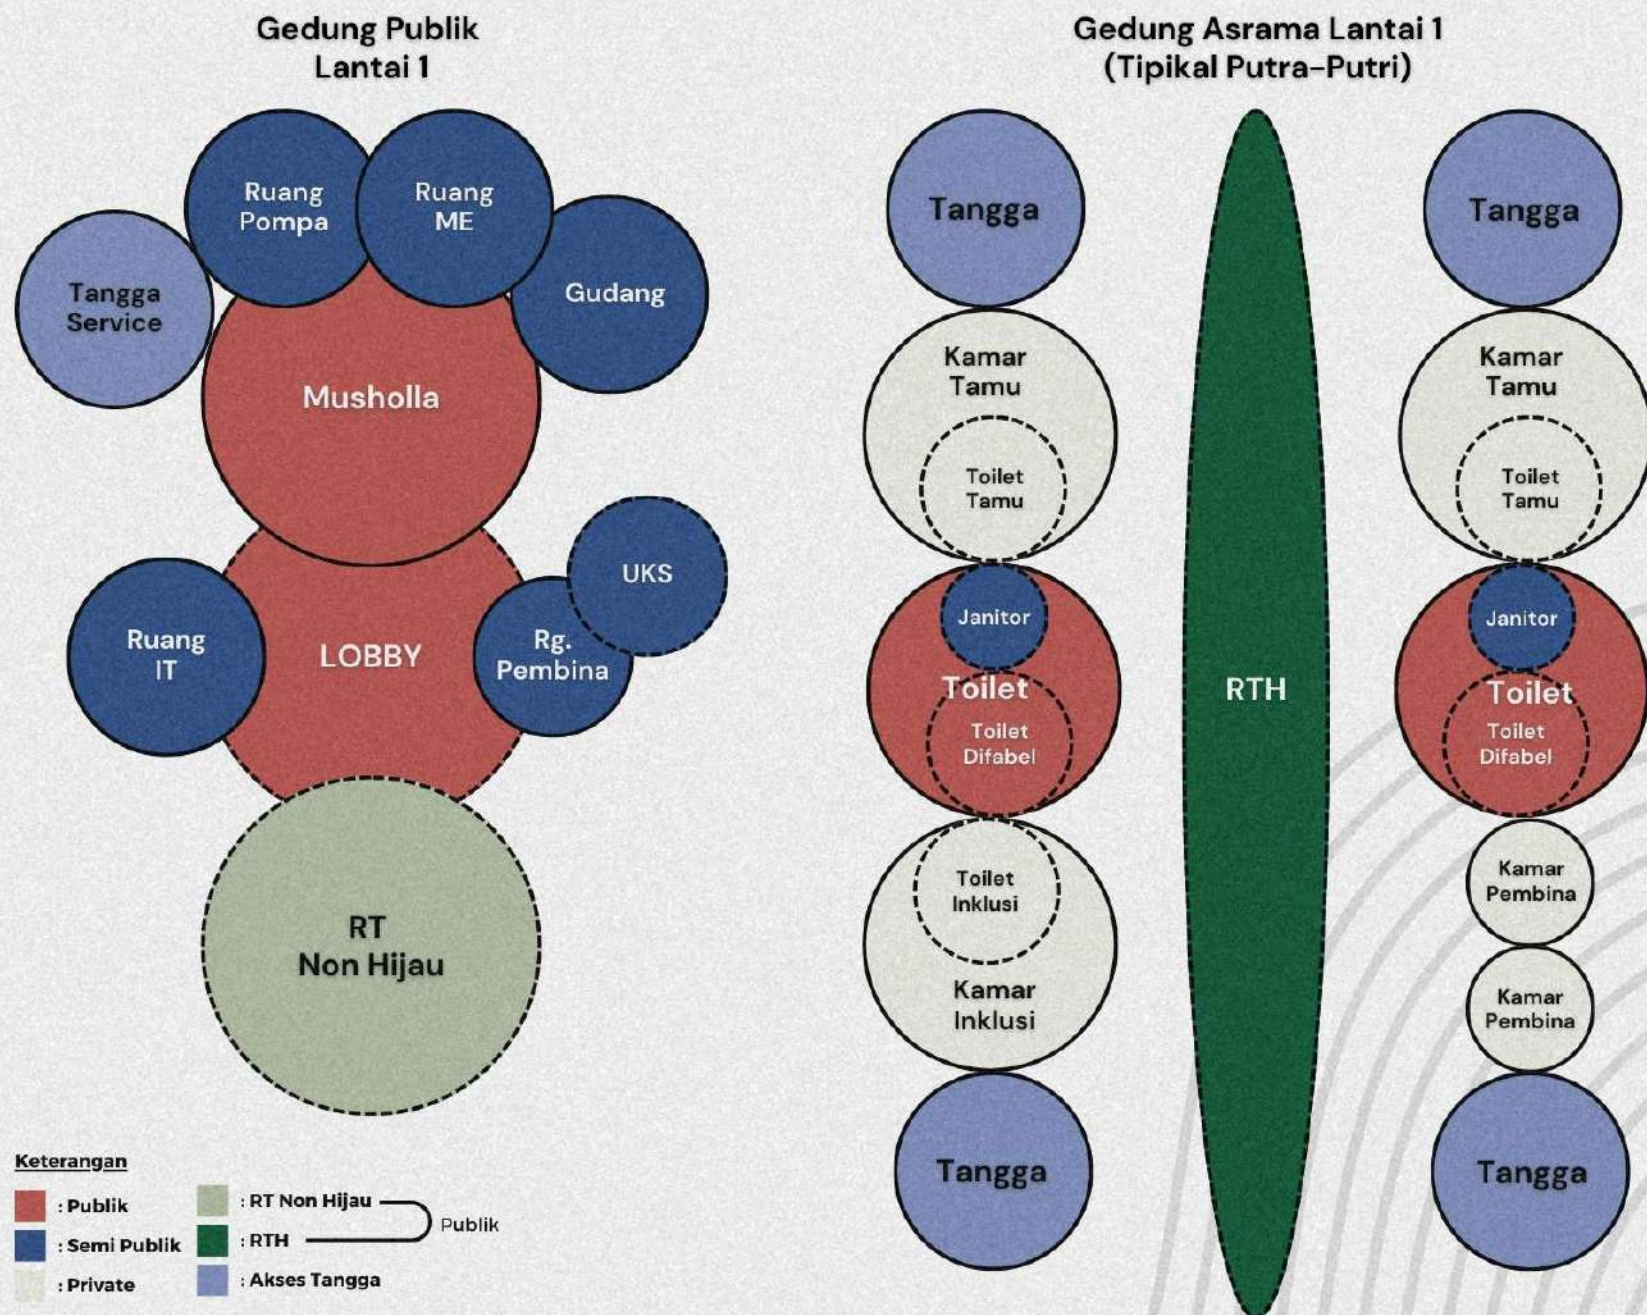 Gedung Publik
Lantai 1
Ruang
Pompa
Ruang
ME
Tangga
Service
Gudang
Musholla
UKS
Ruang
IT
LOBBY
Rg.
Pembina
RT
Non Hijau
Gedung Asrama Lantai 1
(Tipikal Putra-Putri)
Tangga
Kamar
Tamu
Toilet
Tamu
Janitor
Toilet
Toilet
Difabel
Toilet
Inklusi
Kamar
Inklusi
Tangga
RTH
Tangga
Kamar
Tamu
Toilet
Tamu
Janitor
Toilet
Toilet
Difabel
Kamar
Pembina
Kamar
Pembina
Tangga
Keterangan
: Publik
: Semi Publik
: Private
: RT Non Hijau
: RTH
Publik
: Akses Tangga